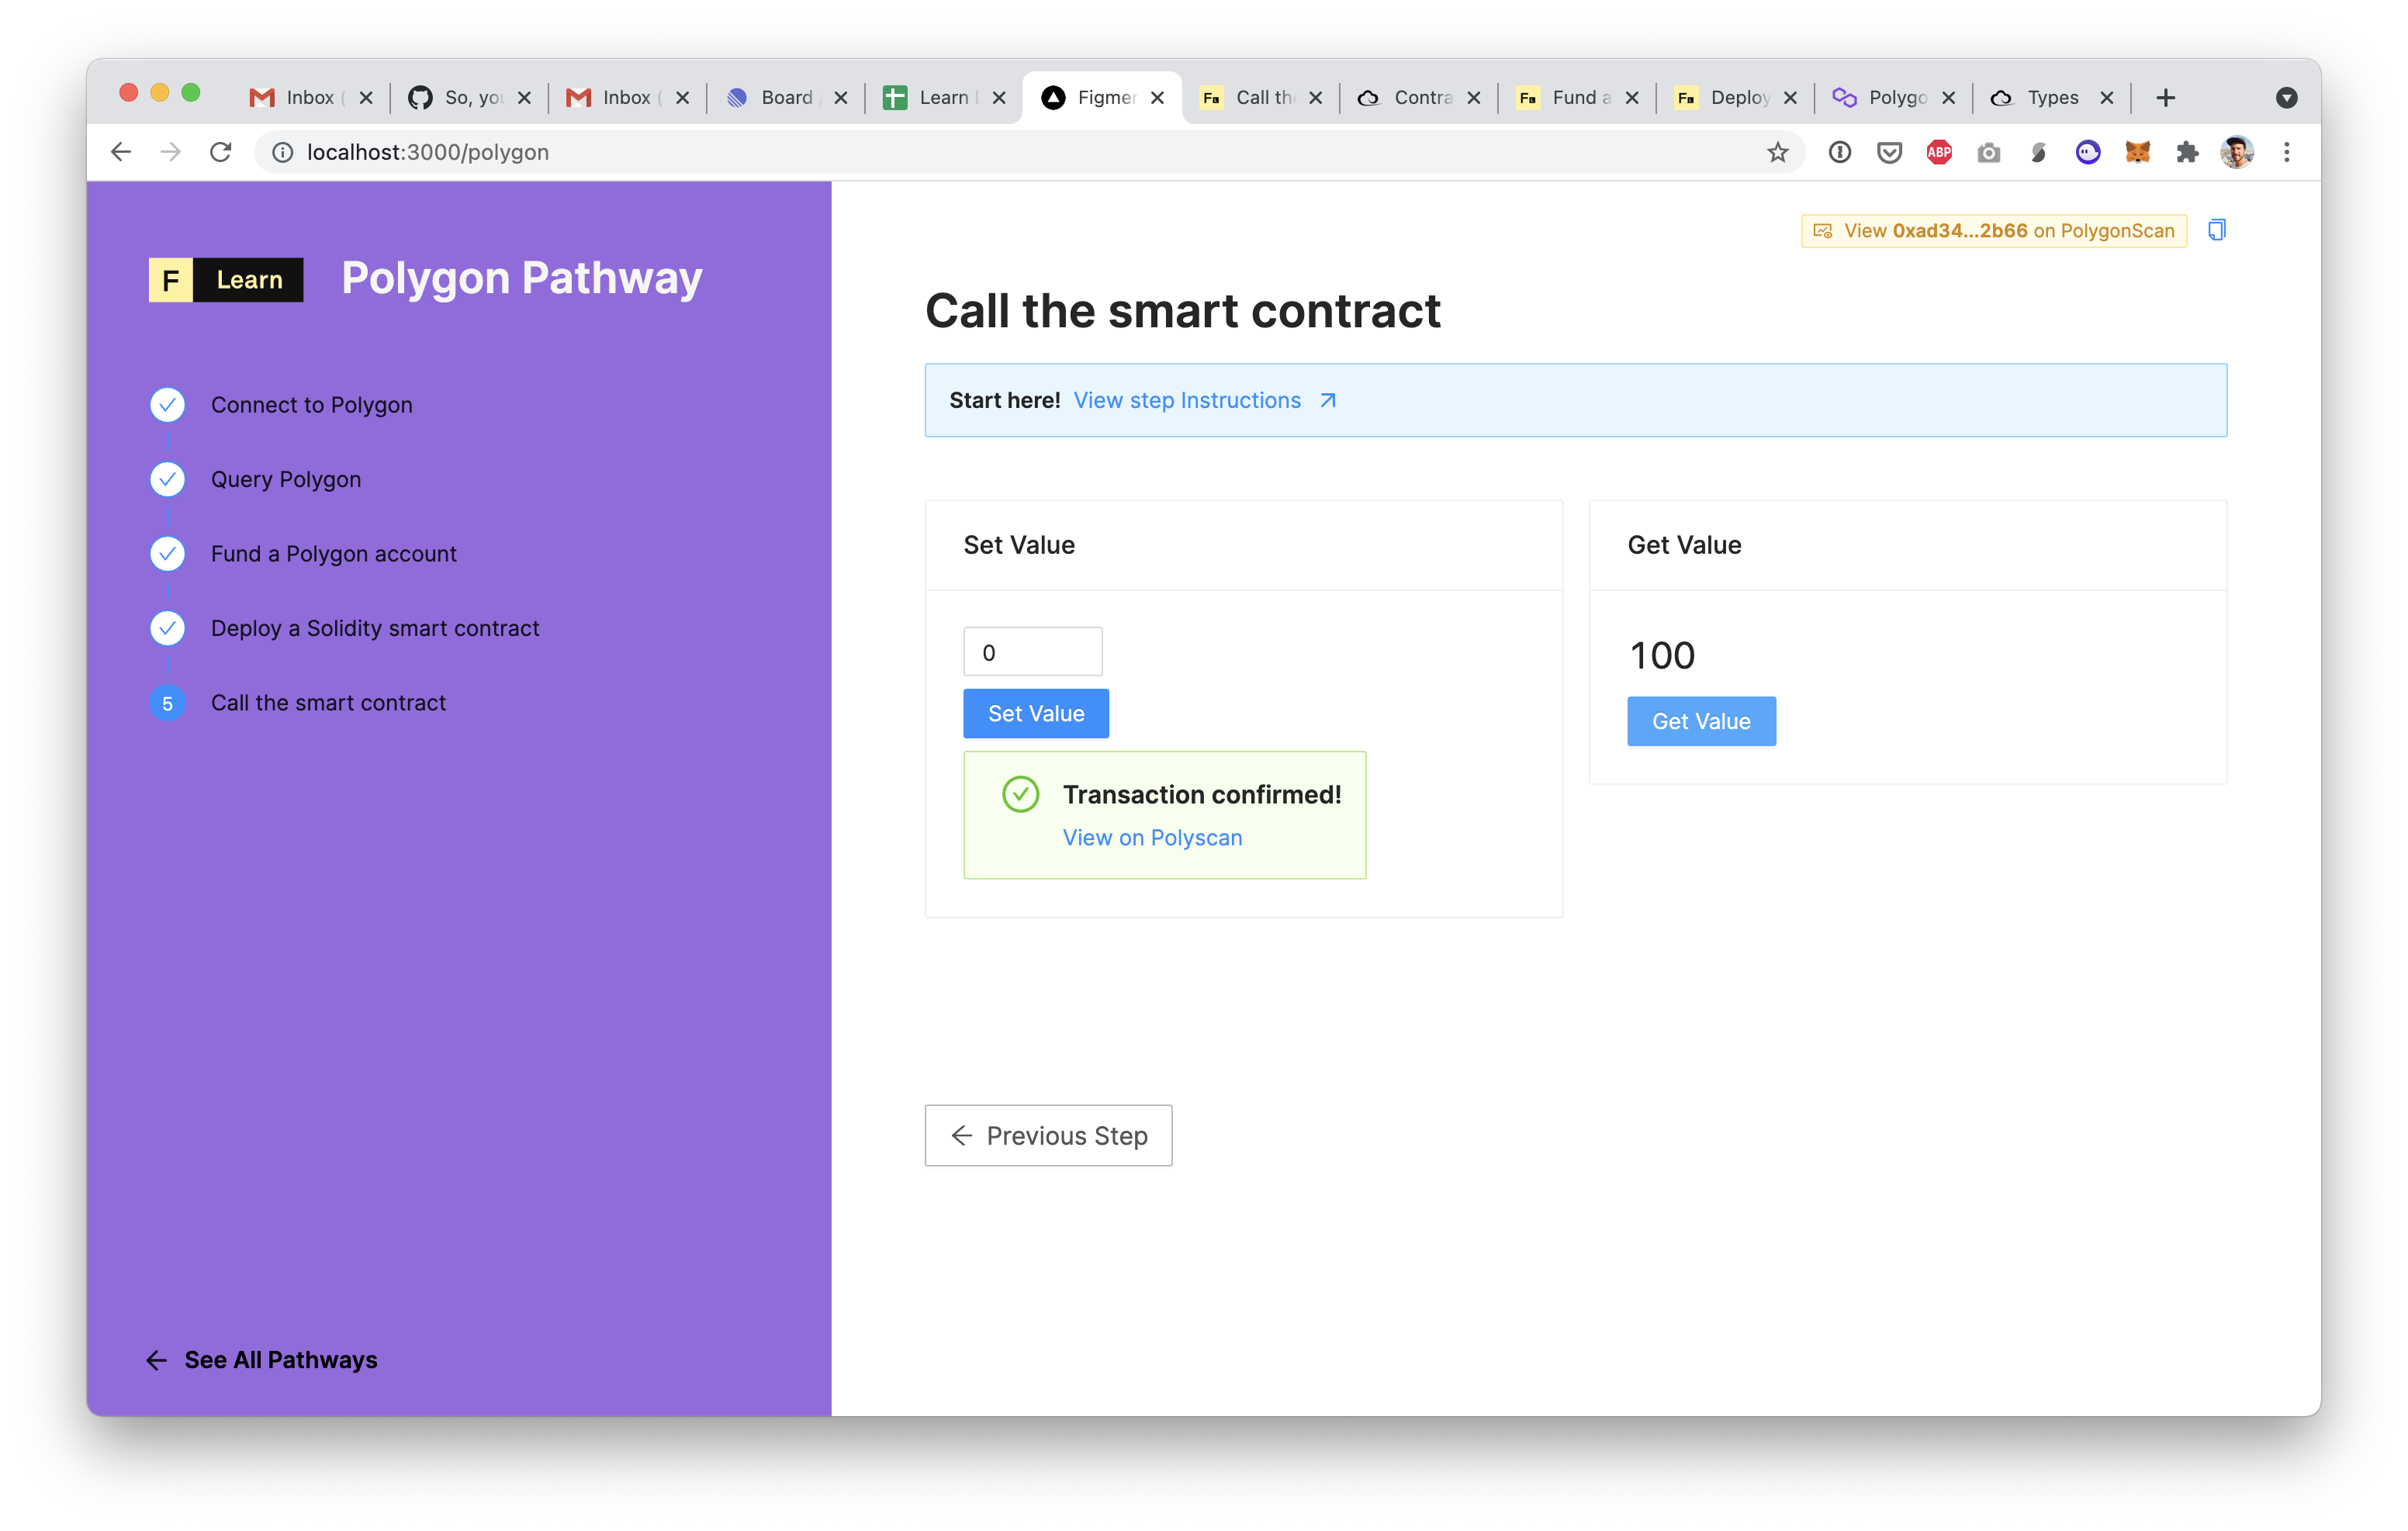 Inbox (
So, you
Inbox (
Board
Learn
Figmen
Call th
Contra
Fund a
Deploy
Polygo
Types
localhost:3000/polygon
ABP
View 0xad34...2b66 on PolygonScan
F Learn
Polygon Pathway
Call the smart contract
Start here! View step Instructions
Connect to Polygon
Query Polygon
Fund a Polygon account
Deploy a Solidity smart contract
5 Call the smart contract
Set Value
0
Set Value
Transaction confirmed!
View on Polyscan
Get Value
100
Get Value
Previous Step
See All Pathways